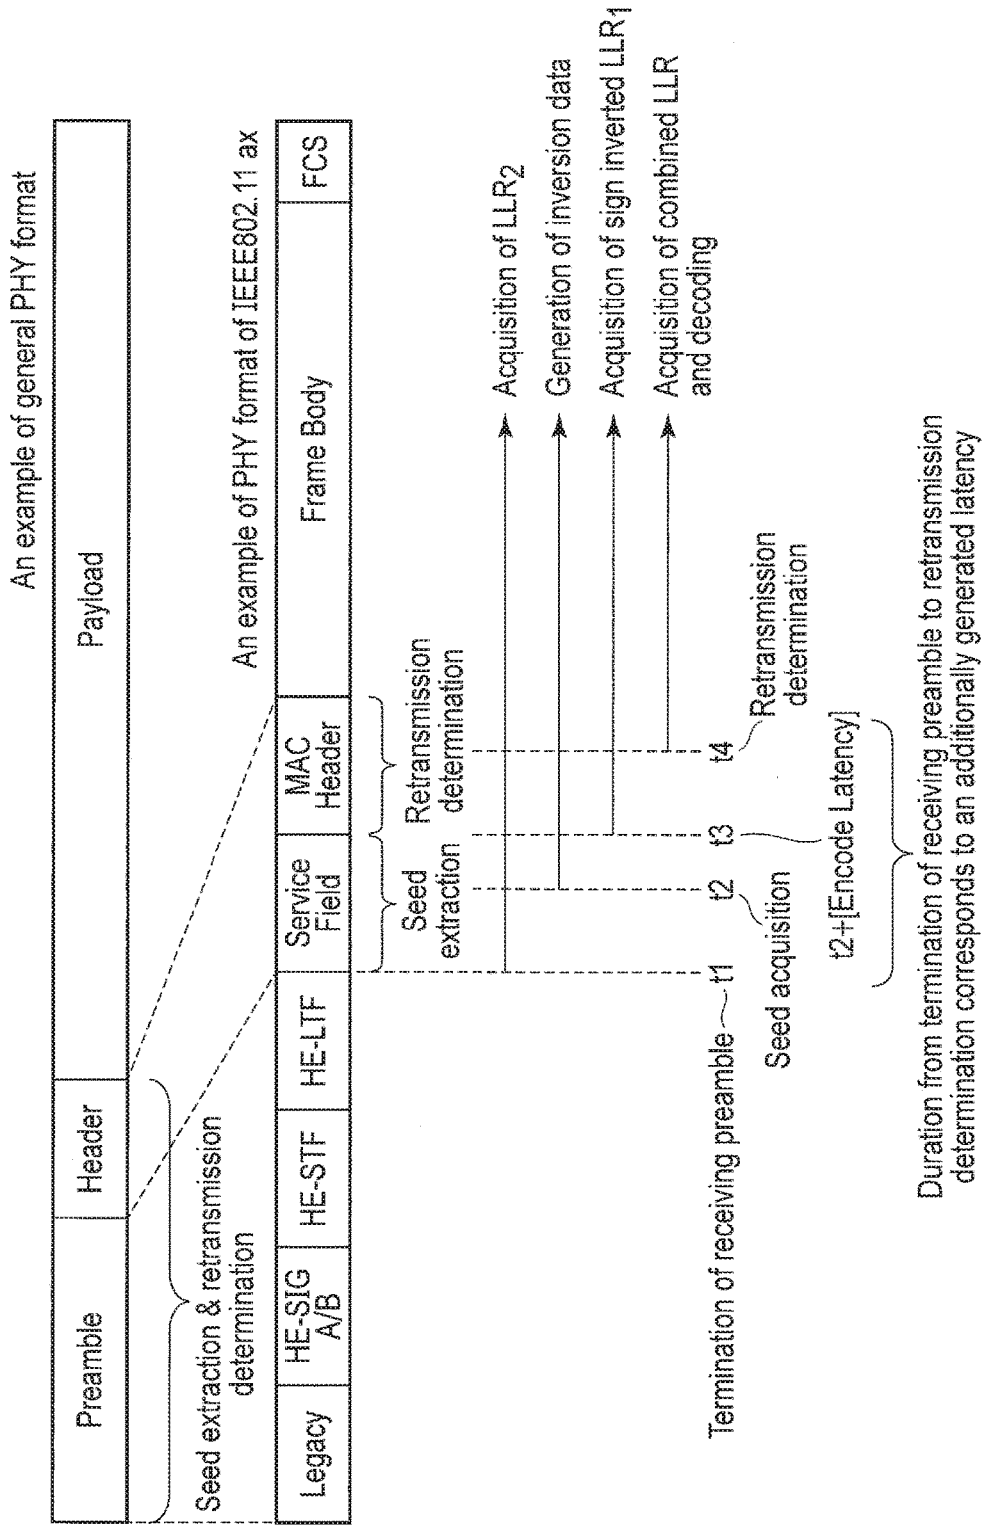 An example of general PHY format
Preamble
Header
Payload
Seed extraction & retransmission
determination
An example of PHY format of IEEE802.11 ax
Legacy
HE-SIG
A/B
HE-STF
HE-LTF
Service
Field
MAC
Header
Frame Body
FCS
Seed
extraction
Retransmission
determination
Acquisition of LLR2
Generation of inversion data
Acquisition of sign inverted LLR1
Acquisition of combined LLR
and decoding
Termination of receiving preamble
t1
t2
t3
t4
Seed acquisition
t2+[Encode Latency]
Retransmission
determination
Duration from termination of receiving preamble to retransmission
determination corresponds to an additionally generated latency